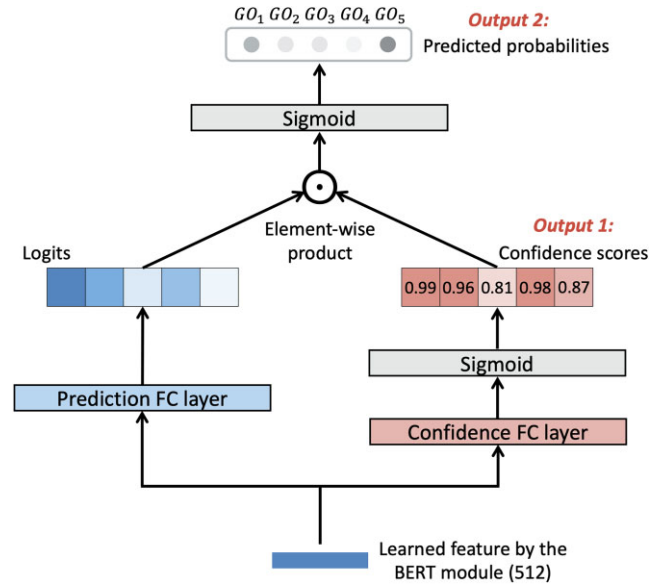 GO1 GO2 GO3 GO4 GO5
Output 2:
Predicted probabilities
Sigmoid
Element-wise
product
Logits
Output 1:
Confidence scores
0.99 0.96 0.81 0.98 0.87
Sigmoid
Prediction FC layer
Confidence FC layer
Learned feature by the
BERT module (512)